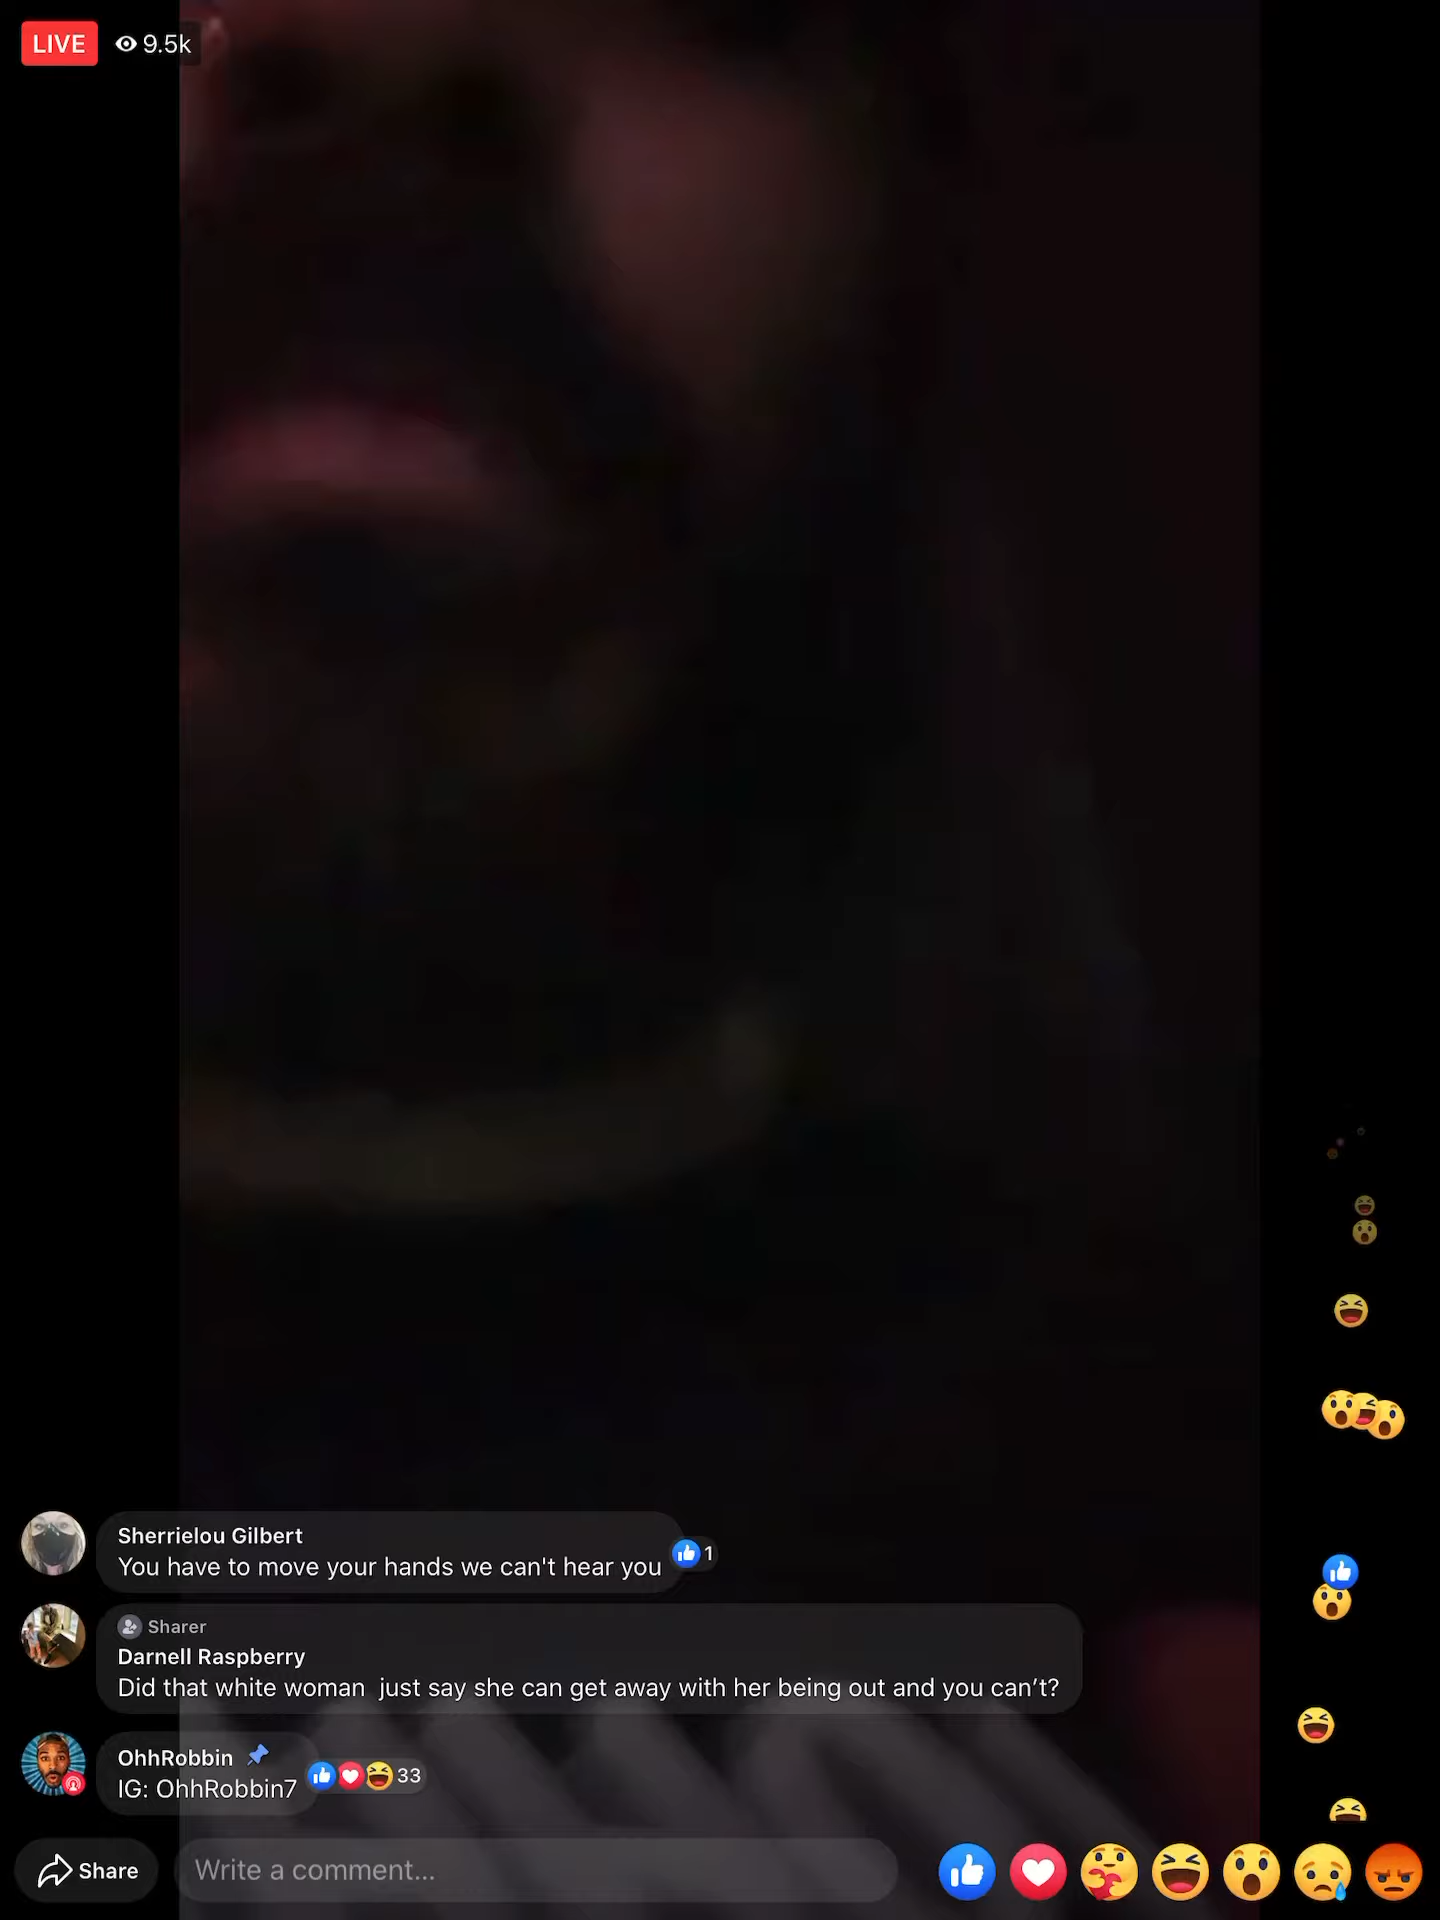 LIVE 9.5k
Sherrielou Gilbert
You have to move your hands we can't hear you 1
Sharer
Darnell Raspberry
Did that white woman  just say she can get away with her being out and you can’t?
OhhRobbin
IG: OhhRobbin7 33
Share Write a comment...